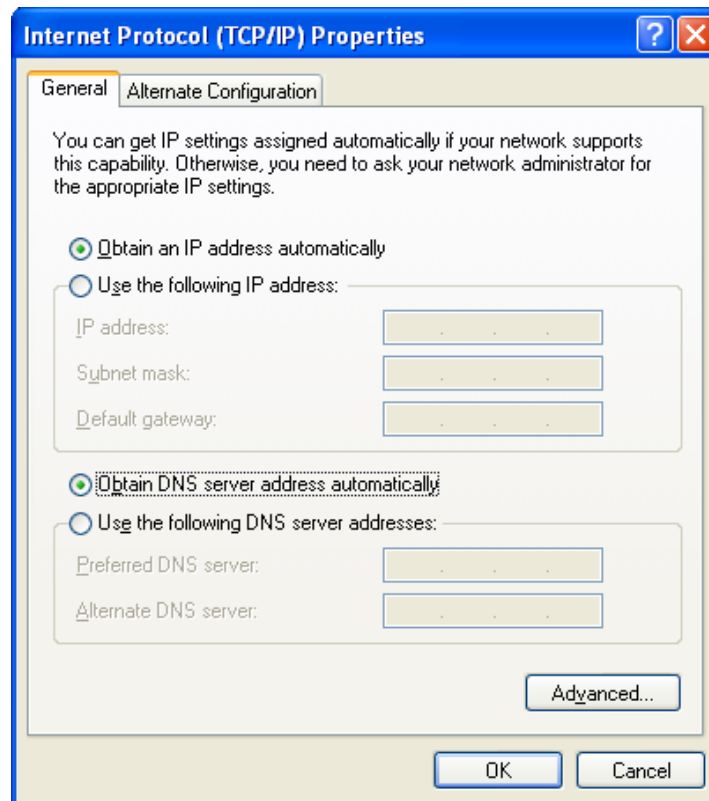 Internet Protocol (TCP/IP) Properties
General
Alternate Configuration
You can get IP settings assigned automatically if your network supports
this capability. Otherwise, you need to ask your network administrator for
the appropriate IP settings.
Obtain an IP address automatically
Use the following IP address:
IP address:
Subnet mask:
Default gateway:
Obtain DNS server address automatically
Use the following DNS server addresses:
Preferred DNS server:
Alternate DNS server:
Advanced...
OK
Cancel